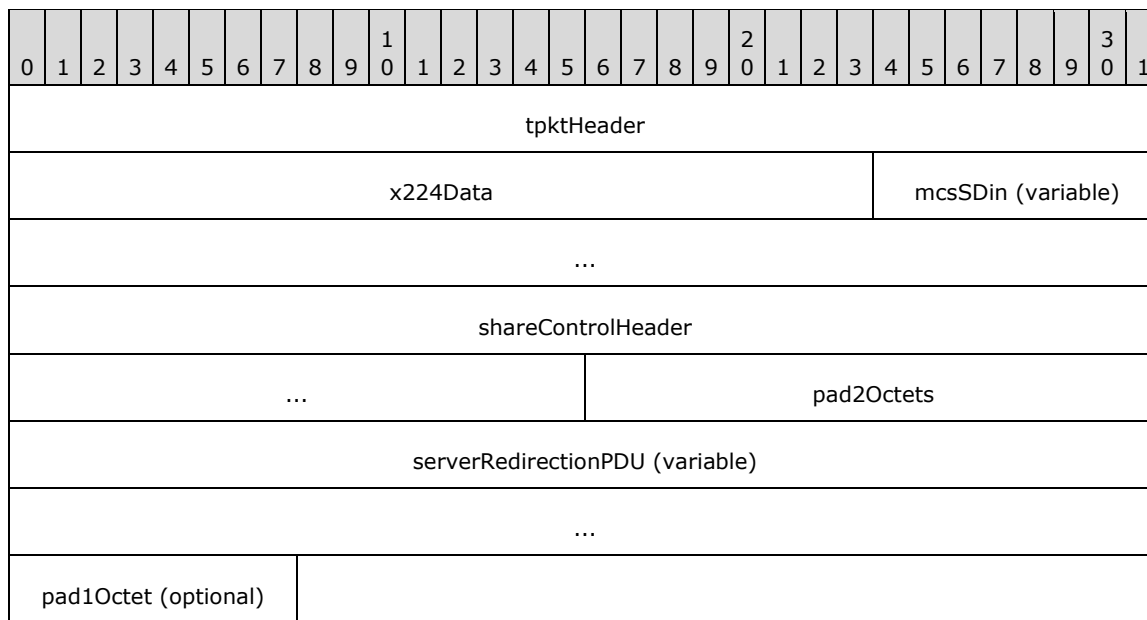 1 2 3
0 1 2 3 4 5 6 7 8 9 0 1 2 3 4 5 6 7 8 9 0 1 2 3 4 5 6 7 8 9 0 1
tpktHeader
x224Data mcsSDin (variable)
...
shareControlHeader
... pad2Octets
serverRedirectionPDU (variable)
...
pad1Octet (optional)